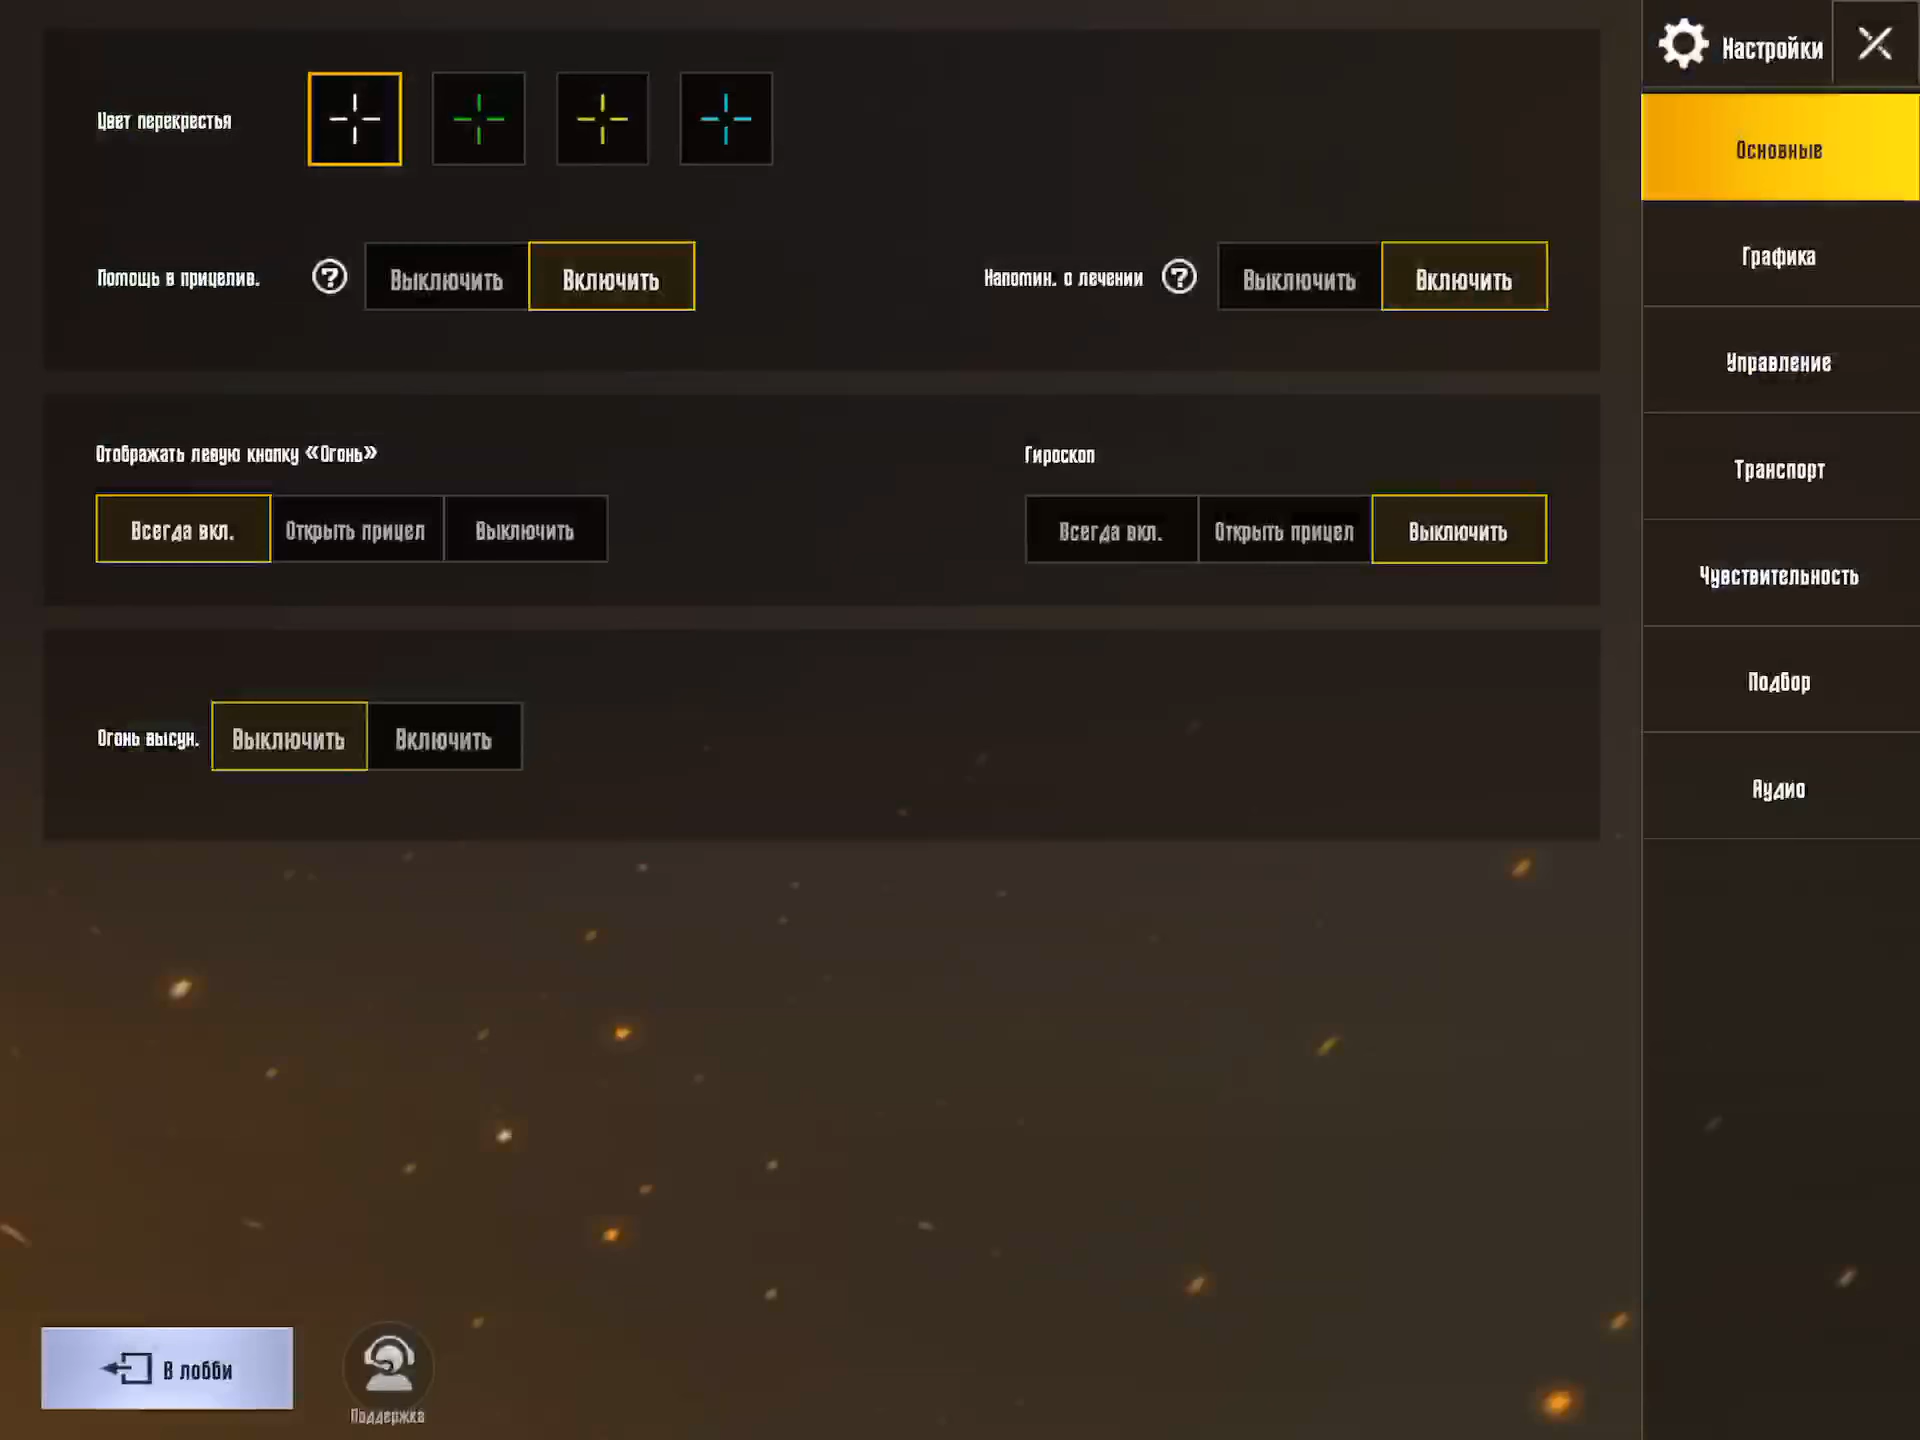 Цвет перекрестья
Помощь в прицелив. ? Выключить Включить
Напомин. о лечении ? Выключить Включить
Отображать левую кнопку «Огонь»
Всегда вкл. Открыть прицел Выключить
Гироскоп
Всегда вкл. Открыть прицел Выключить
Огонь высун. Выключить Включить
В лобби
Поддержка
Настройки
Основные
Графика
Управление
Транспорт
Чувствительность
Подбор
Аудио